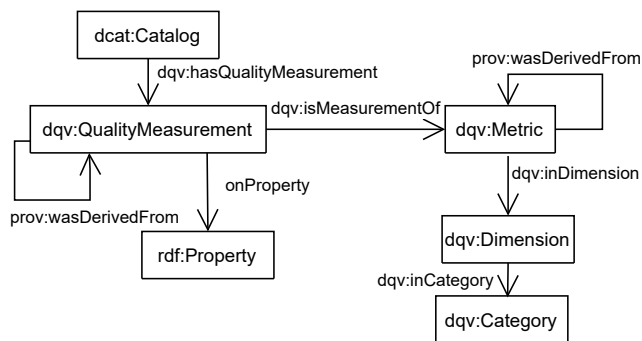 dcat:Catalog
dqv:hasQualityMeasurement
prov:wasDerivedFrom
dqv:QualityMeasurement
dqv:isMeasurementOf
dqv:Metric
onProperty
dqv:inDimension
prov:wasDerivedFrom
rdf:Property
dqv:Dimension
dqv:inCategory
dqv:Category